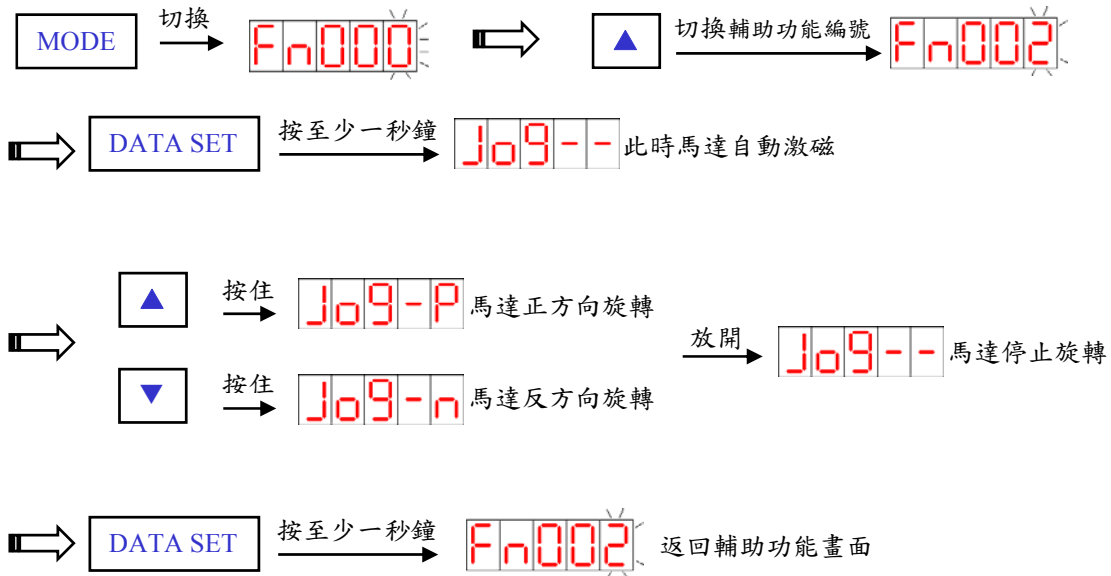 MODE 切換 Fn000 ▲ 切換輔助功能編號 Fn002
DATA SET 按至少一秒鐘 Jog-- 此時馬達自動激磁
▲ 按住 Jog-P 馬達正方向旋轉
放開 Jog-- 馬達停止旋轉
▼ 按住 Jog-n 馬達反方向旋轉
DATA SET 按至少一秒鐘 Fn002 返回輔助功能畫面